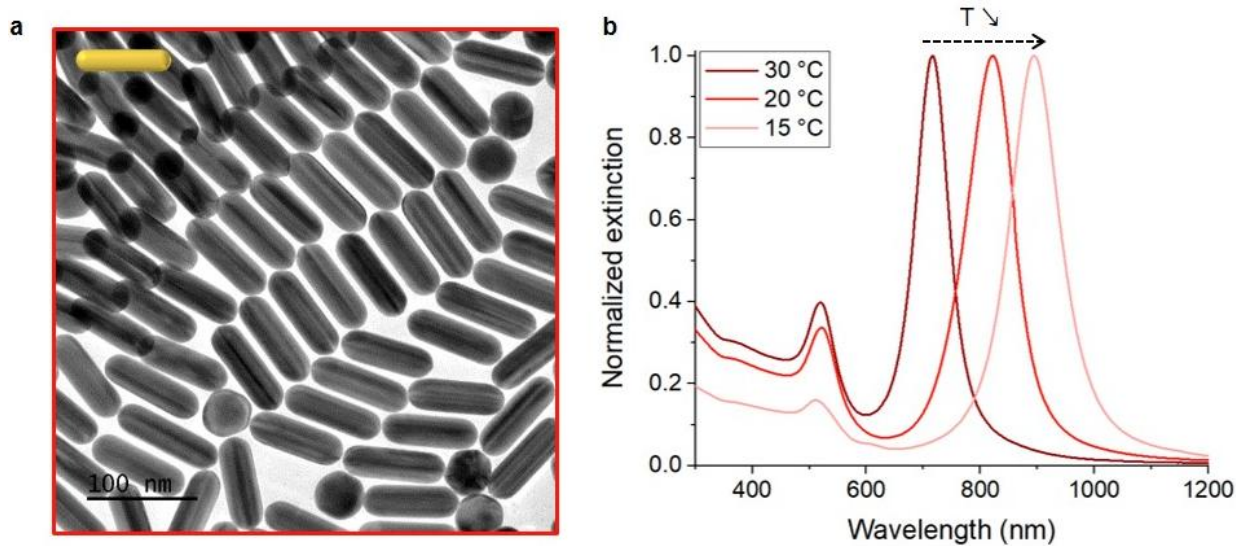 a
100 nm
b
T ↘
30 °C
20 °C
15 °C
Normalized extinction
1.0
0.8
0.6
0.4
0.2
0.0
400 600 800 1000 1200
Wavelength (nm)